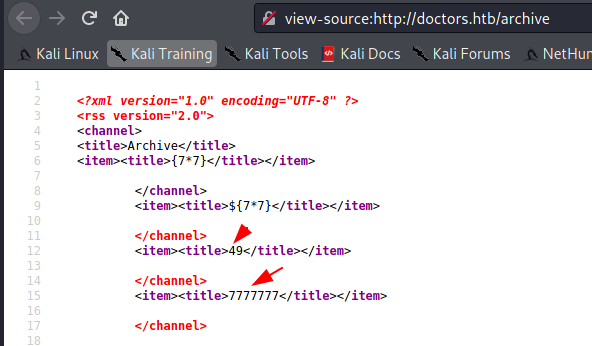 view-source:http://doctors.htb/archive
Kali Linux Kali Training Kali Tools Kali Docs Kali Forums NetHun
1
2 <?xml version="1.0" encoding="UTF-8" ?>
3 <rss version="2.0">
4 <channel>
5 <title>Archive</title>
6 <item><title>{7*7}</title></item>
7
8 </channel>
9 <item><title>${7*7}</title></item>
10
11 </channel>
12 <item><title>49</title></item>
13
14 </channel>
15 <item><title>7777777</title></item>
16
17 </channel>
18